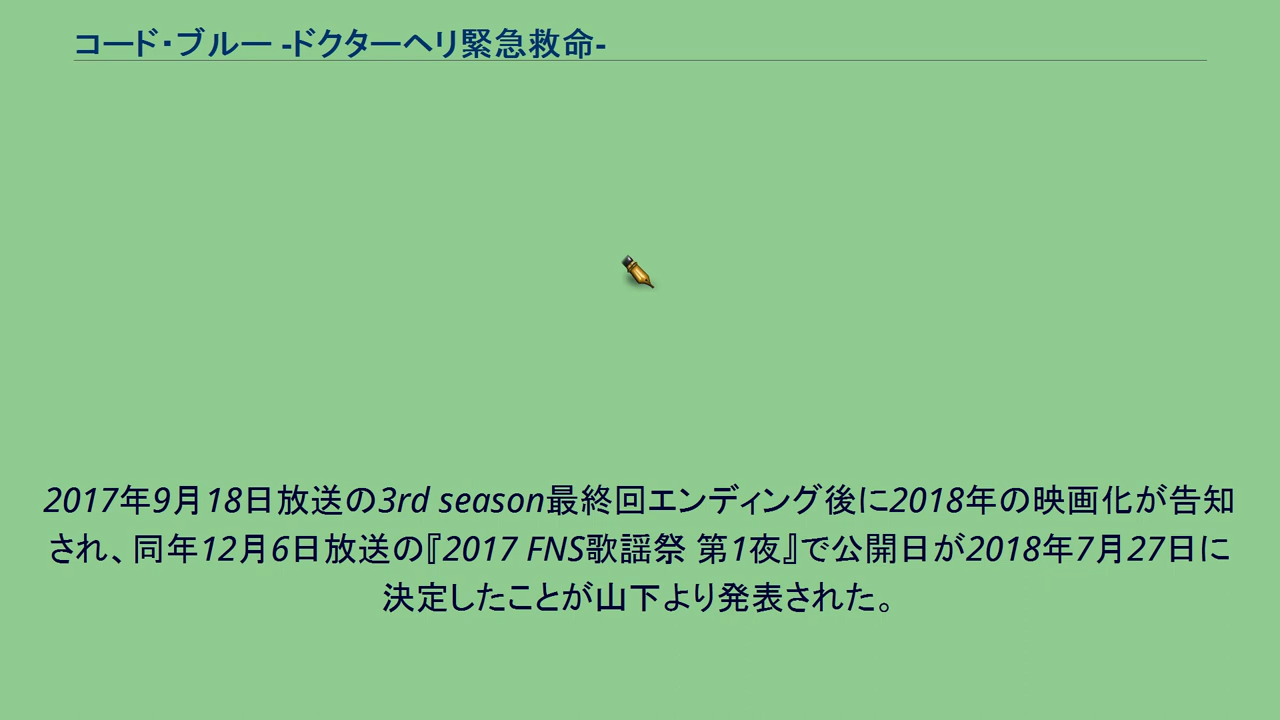 コード・ブルー -ドクターヘリ緊急救命-
2017年9月18日放送の3rd season最終回エンディング後に2018年の映画化が告知
され、同年12月6日放送の『2017 FNS歌謡祭 第1夜』で公開日が2018年7月27日に
決定したことが山下より発表された。